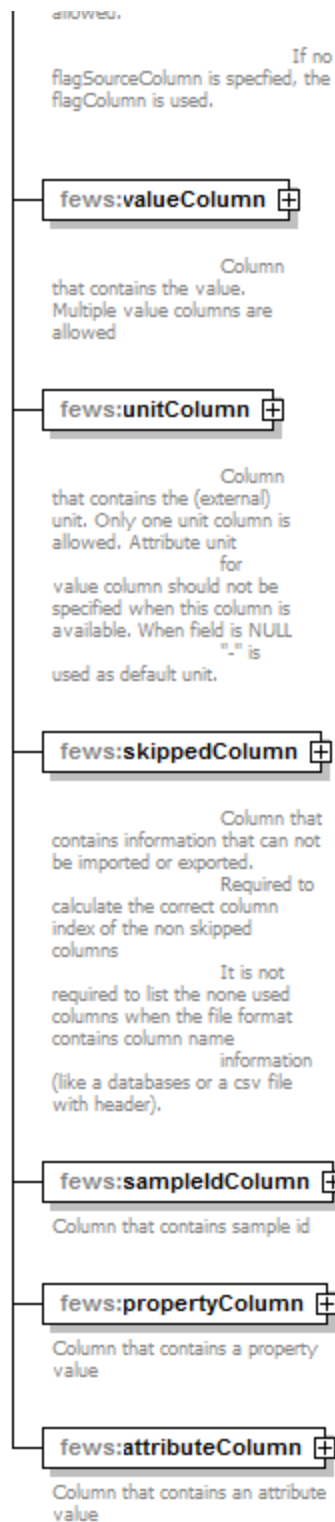 allowed.
If no
flagSourceColumn is specfied, the
flagColumn is used.
fews:valueColumn
Column
that contains the value.
Multiple value columns are
allowed
fews:unitColumn
Column
that contains the (external)
unit. Only one unit column is
allowed. Attribute unit
for
value column should not be
specified when this column is
available. When field is NULL
"-" is
used as default unit.
fews:skippedColumn
Column that
contains information that can not
be imported or exported.
Required to
calculate the correct column
index of the non skipped
columns
It is not
required to list the none used
columns when the file format
contains column name
information
(like a databases or a csv file
with header).
fews:sampleIdColumn
Column that contains sample id
fews:propertyColumn
Column that contains a property
value
fews:attributeColumn
Column that contains an attribute
value